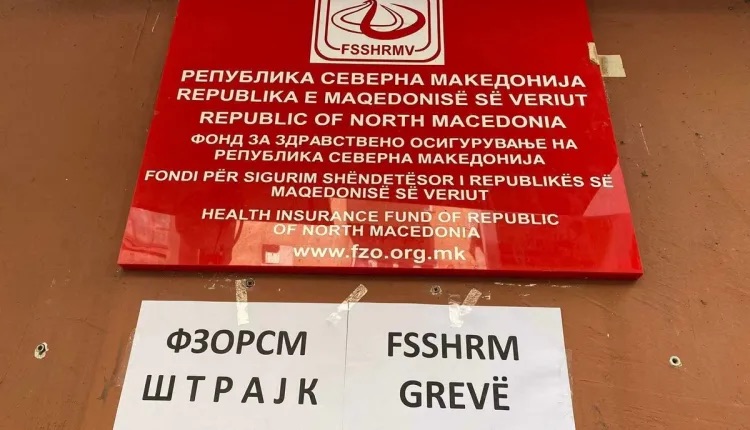 FSSHRMV
РЕПУБЛИКА СЕВЕРНА МАКЕДОНИЈА
REPUBLIKA E MAQEDONISË SË VERIUT
REPUBLIC OF NORTH MACEDONIA
ФОНД ЗА ЗДРАВСТВЕНО ОСИГУРУВАЊЕ НА
РЕПУБЛИКА СЕВЕРНА МАКЕДОНИЈА
FONDI PËR SIGURIM SHËNDETËSOR I REPUBLIKËS SË
MAQEDONISË SË VERIUT
HEALTH INSURANCE FUND OF REPUBLIC
OF NORTH MACEDONIA
www.fzo.org.mk
ФЗОРСМ
ШТРАЈК
FSSHRM
GREVË